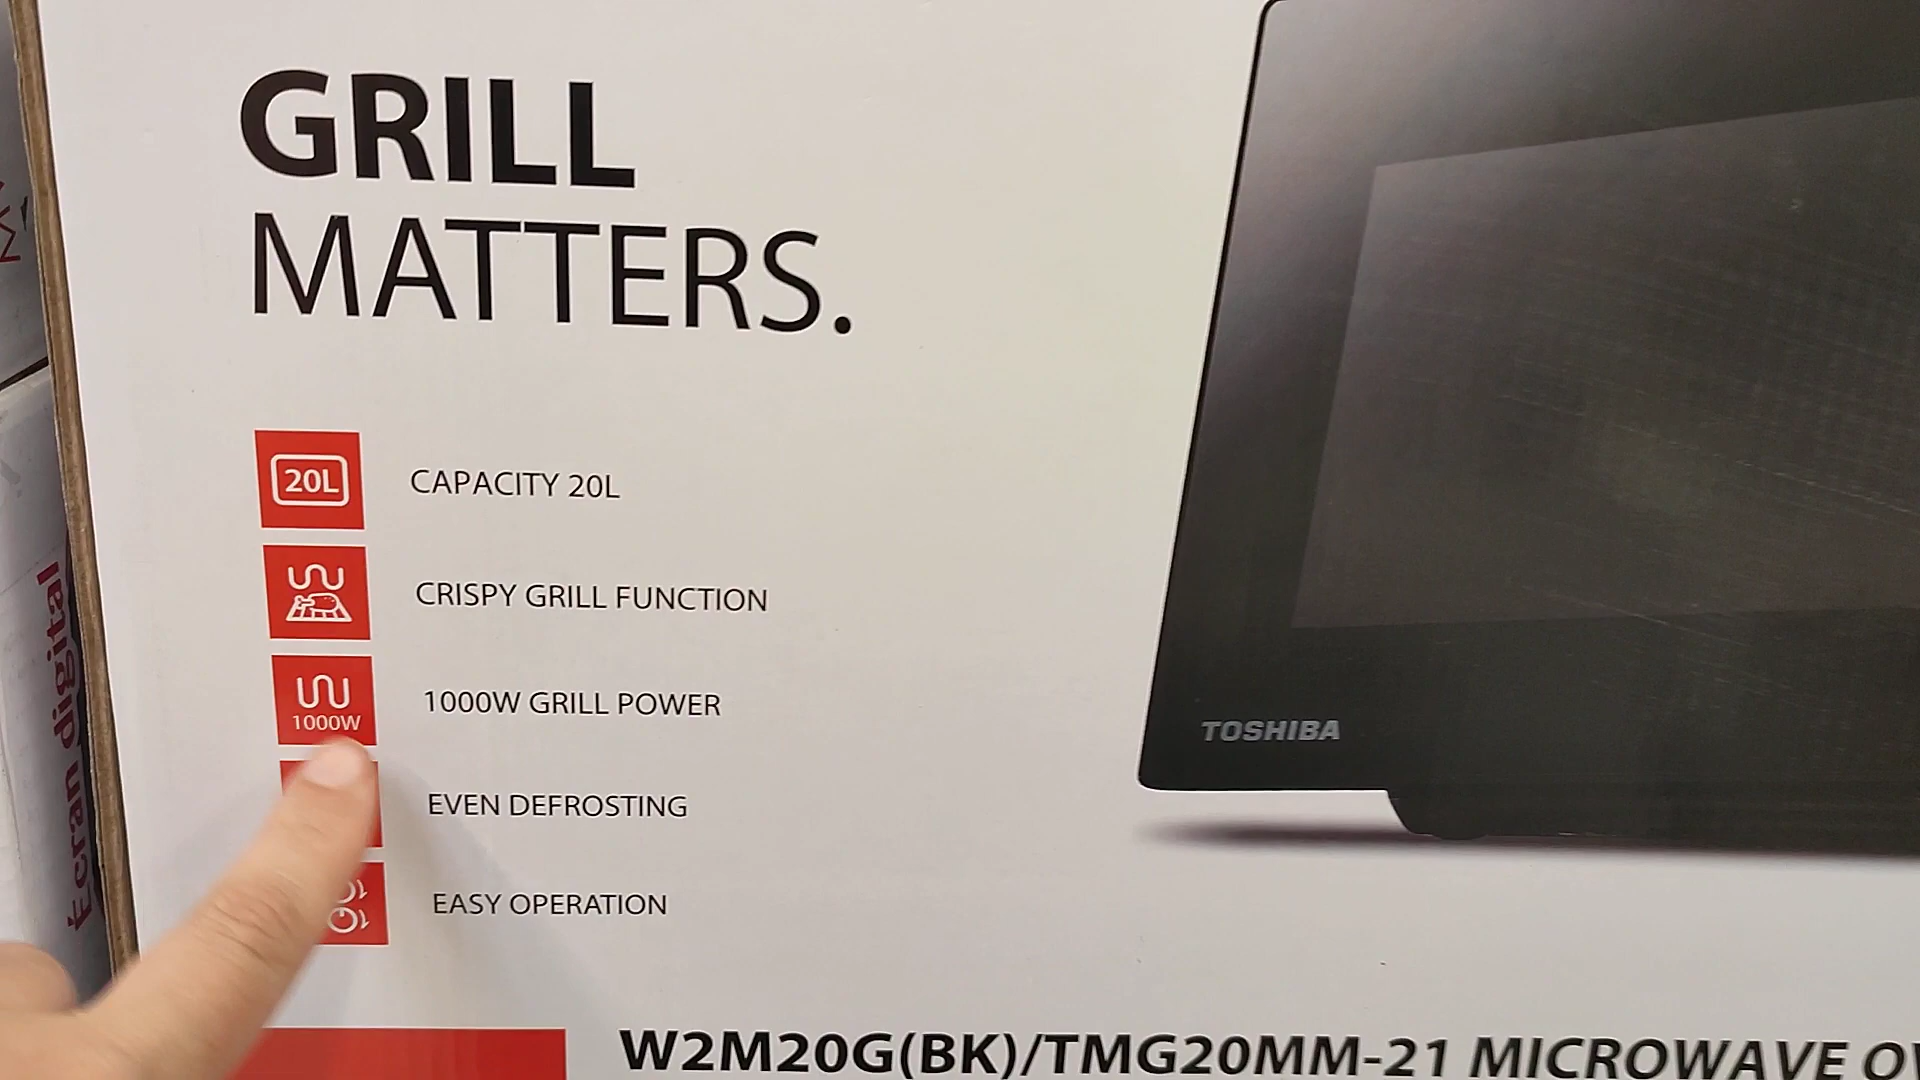 GRILL
MATTERS.
20L
CAPACITY 20L
CRISPY GRILL FUNCTION
1000W
1000W GRILL POWER
EVEN DEFROSTING
EASY OPERATION
TOSHIBA
Écran digital
W2M20G(BK)/TMG20MM-21 MICROWAVE